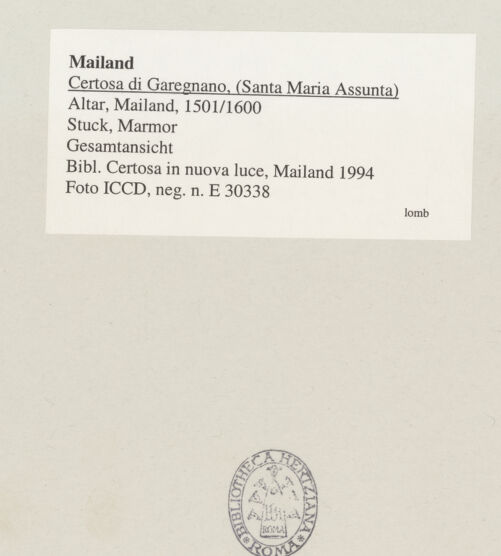 Mailand
Certosa di Garegnano, (Santa Maria Assunta)
Altar, Mailand, 1501/1600
Stuck, Marmor
Gesamtansicht
Bibl. Certosa in nuova luce, Mailand 1994
Foto ICCD, neg. n. E 30338
lomb
BIBLIOTHECA HERTZIANA
ROMA
ROMA